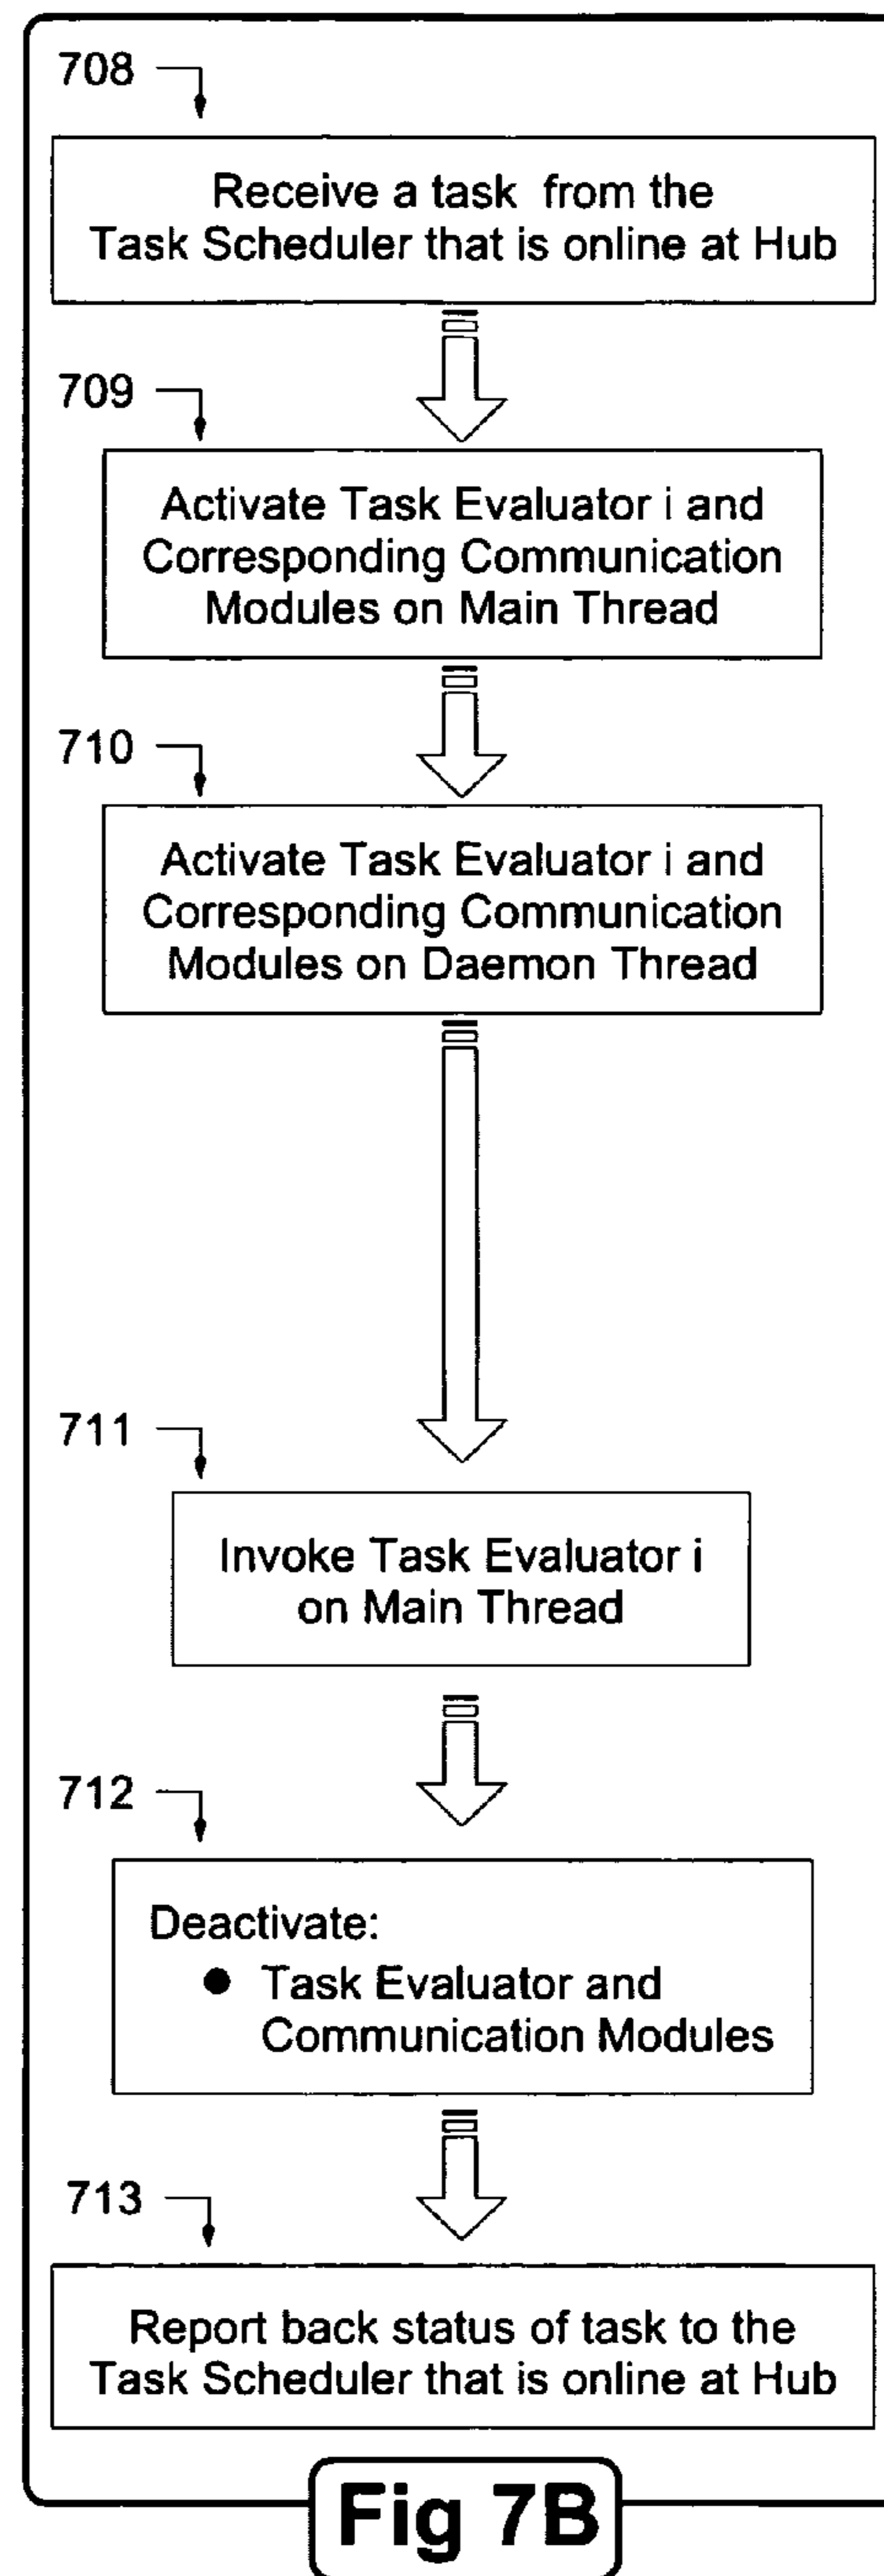 708
Receive a task from the
Task Scheduler that is online at Hub
709
Activate Task Evaluator i and
Corresponding Communication
Modules on Main Thread
710
Activate Task Evaluator i and
Corresponding Communication
Modules on Daemon Thread
711
Invoke Task Evaluator i
on Main Thread
712
Deactivate:
● Task Evaluator and
Communication Modules
713
Report back status of task to the
Task Scheduler that is online at Hub
Fig 7B